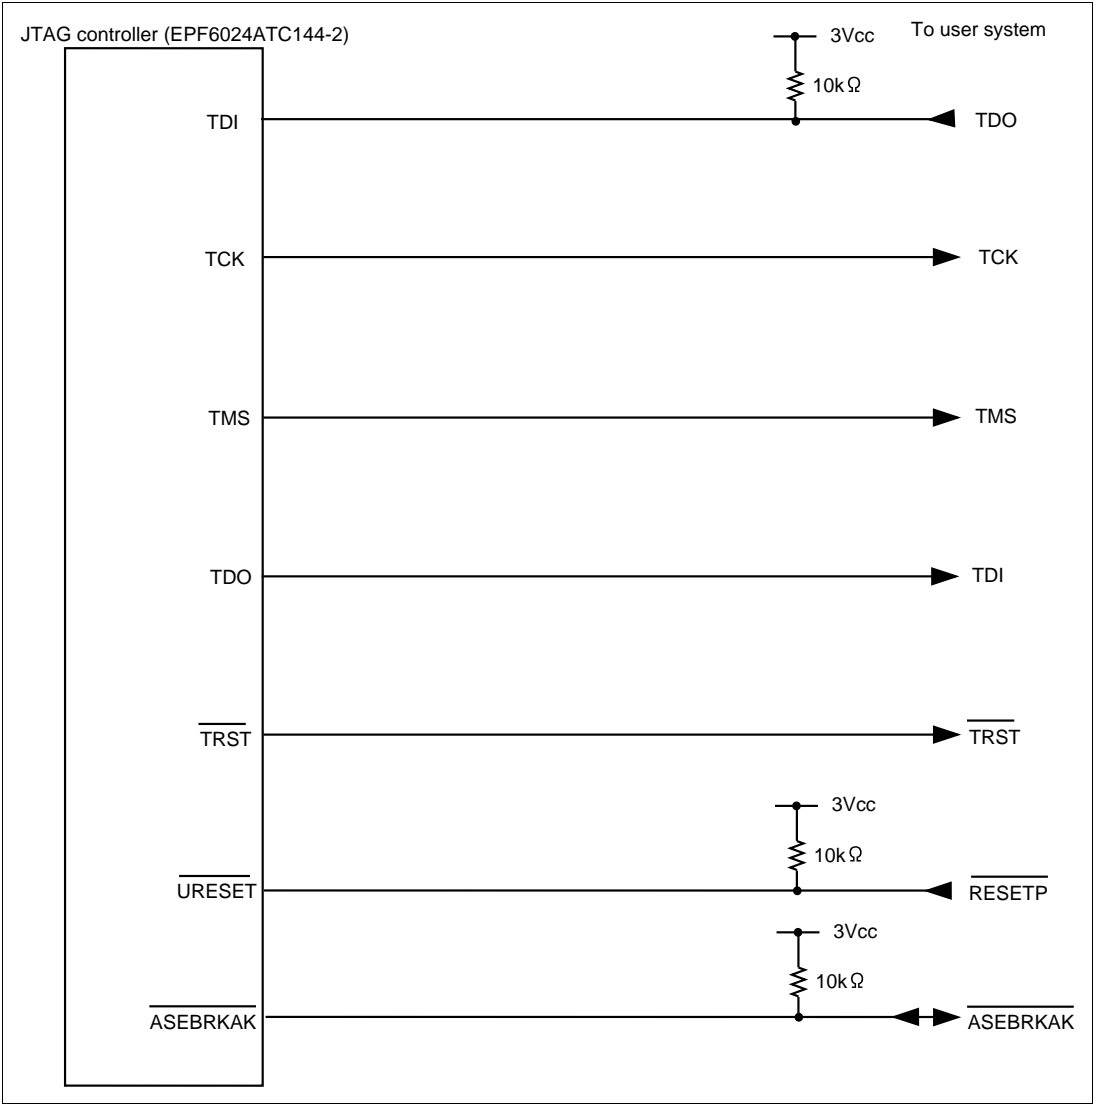 JTAG controller (EPF6024ATC144-2)
3Vcc
To user system
10kΩ
TDI
TDO
TCK
TCK
TMS
TMS
TDO
TDI
TRST
TRST
3Vcc
10kΩ
URESET
RESETP
3Vcc
10kΩ
ASEBRKAK
ASEBRKAK